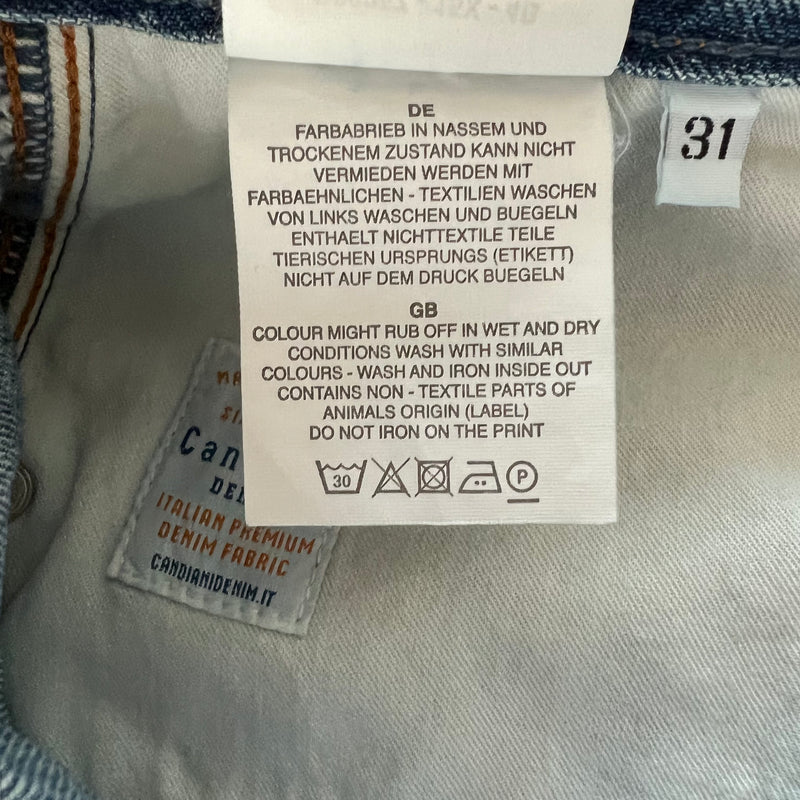 DE
FARBABRIEB IN NASSEM UND
TROCKENEM ZUSTAND KANN NICHT
VERMIEDEN WERDEN MIT
FARBAEHNLICHEN - TEXTILIEN WASCHEN
VON LINKS WASCHEN UND BUEGELN
ENTHAELT NICHTTEXTILE TEILE
TIERISCHEN URSPRUNGS (ETIKETT)
NICHT AUF DEM DRUCK BUEGELN
GB
COLOUR MIGHT RUB OFF IN WET AND DRY
CONDITIONS WASH WITH SIMILAR
COLOURS - WASH AND IRON INSIDE OUT
CONTAINS NON - TEXTILE PARTS OF
ANIMALS ORIGIN (LABEL)
DO NOT IRON ON THE PRINT
30
P
31
ITALIAN PREMIUM
DENIM FABRIC
CANDIANIDENIM.IT